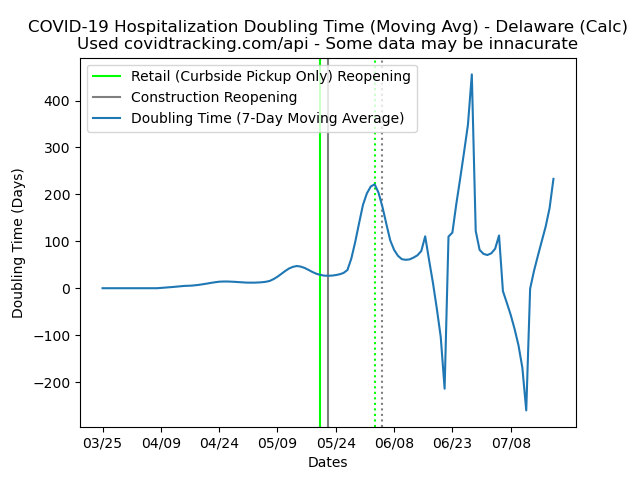 COVID-19 Hospitalization Doubling Time (Moving Avg) - Delaware (Calc)
Used covidtracking.com/api - Some data may be innacurate
Retail (Curbside Pickup Only) Reopening
Construction Reopening
Doubling Time (7-Day Moving Average)
Doubling Time (Days)
400
300
200
100
0
−100
−200
03/25 04/09 04/24 05/09 05/24 06/08 06/23 07/08
Dates